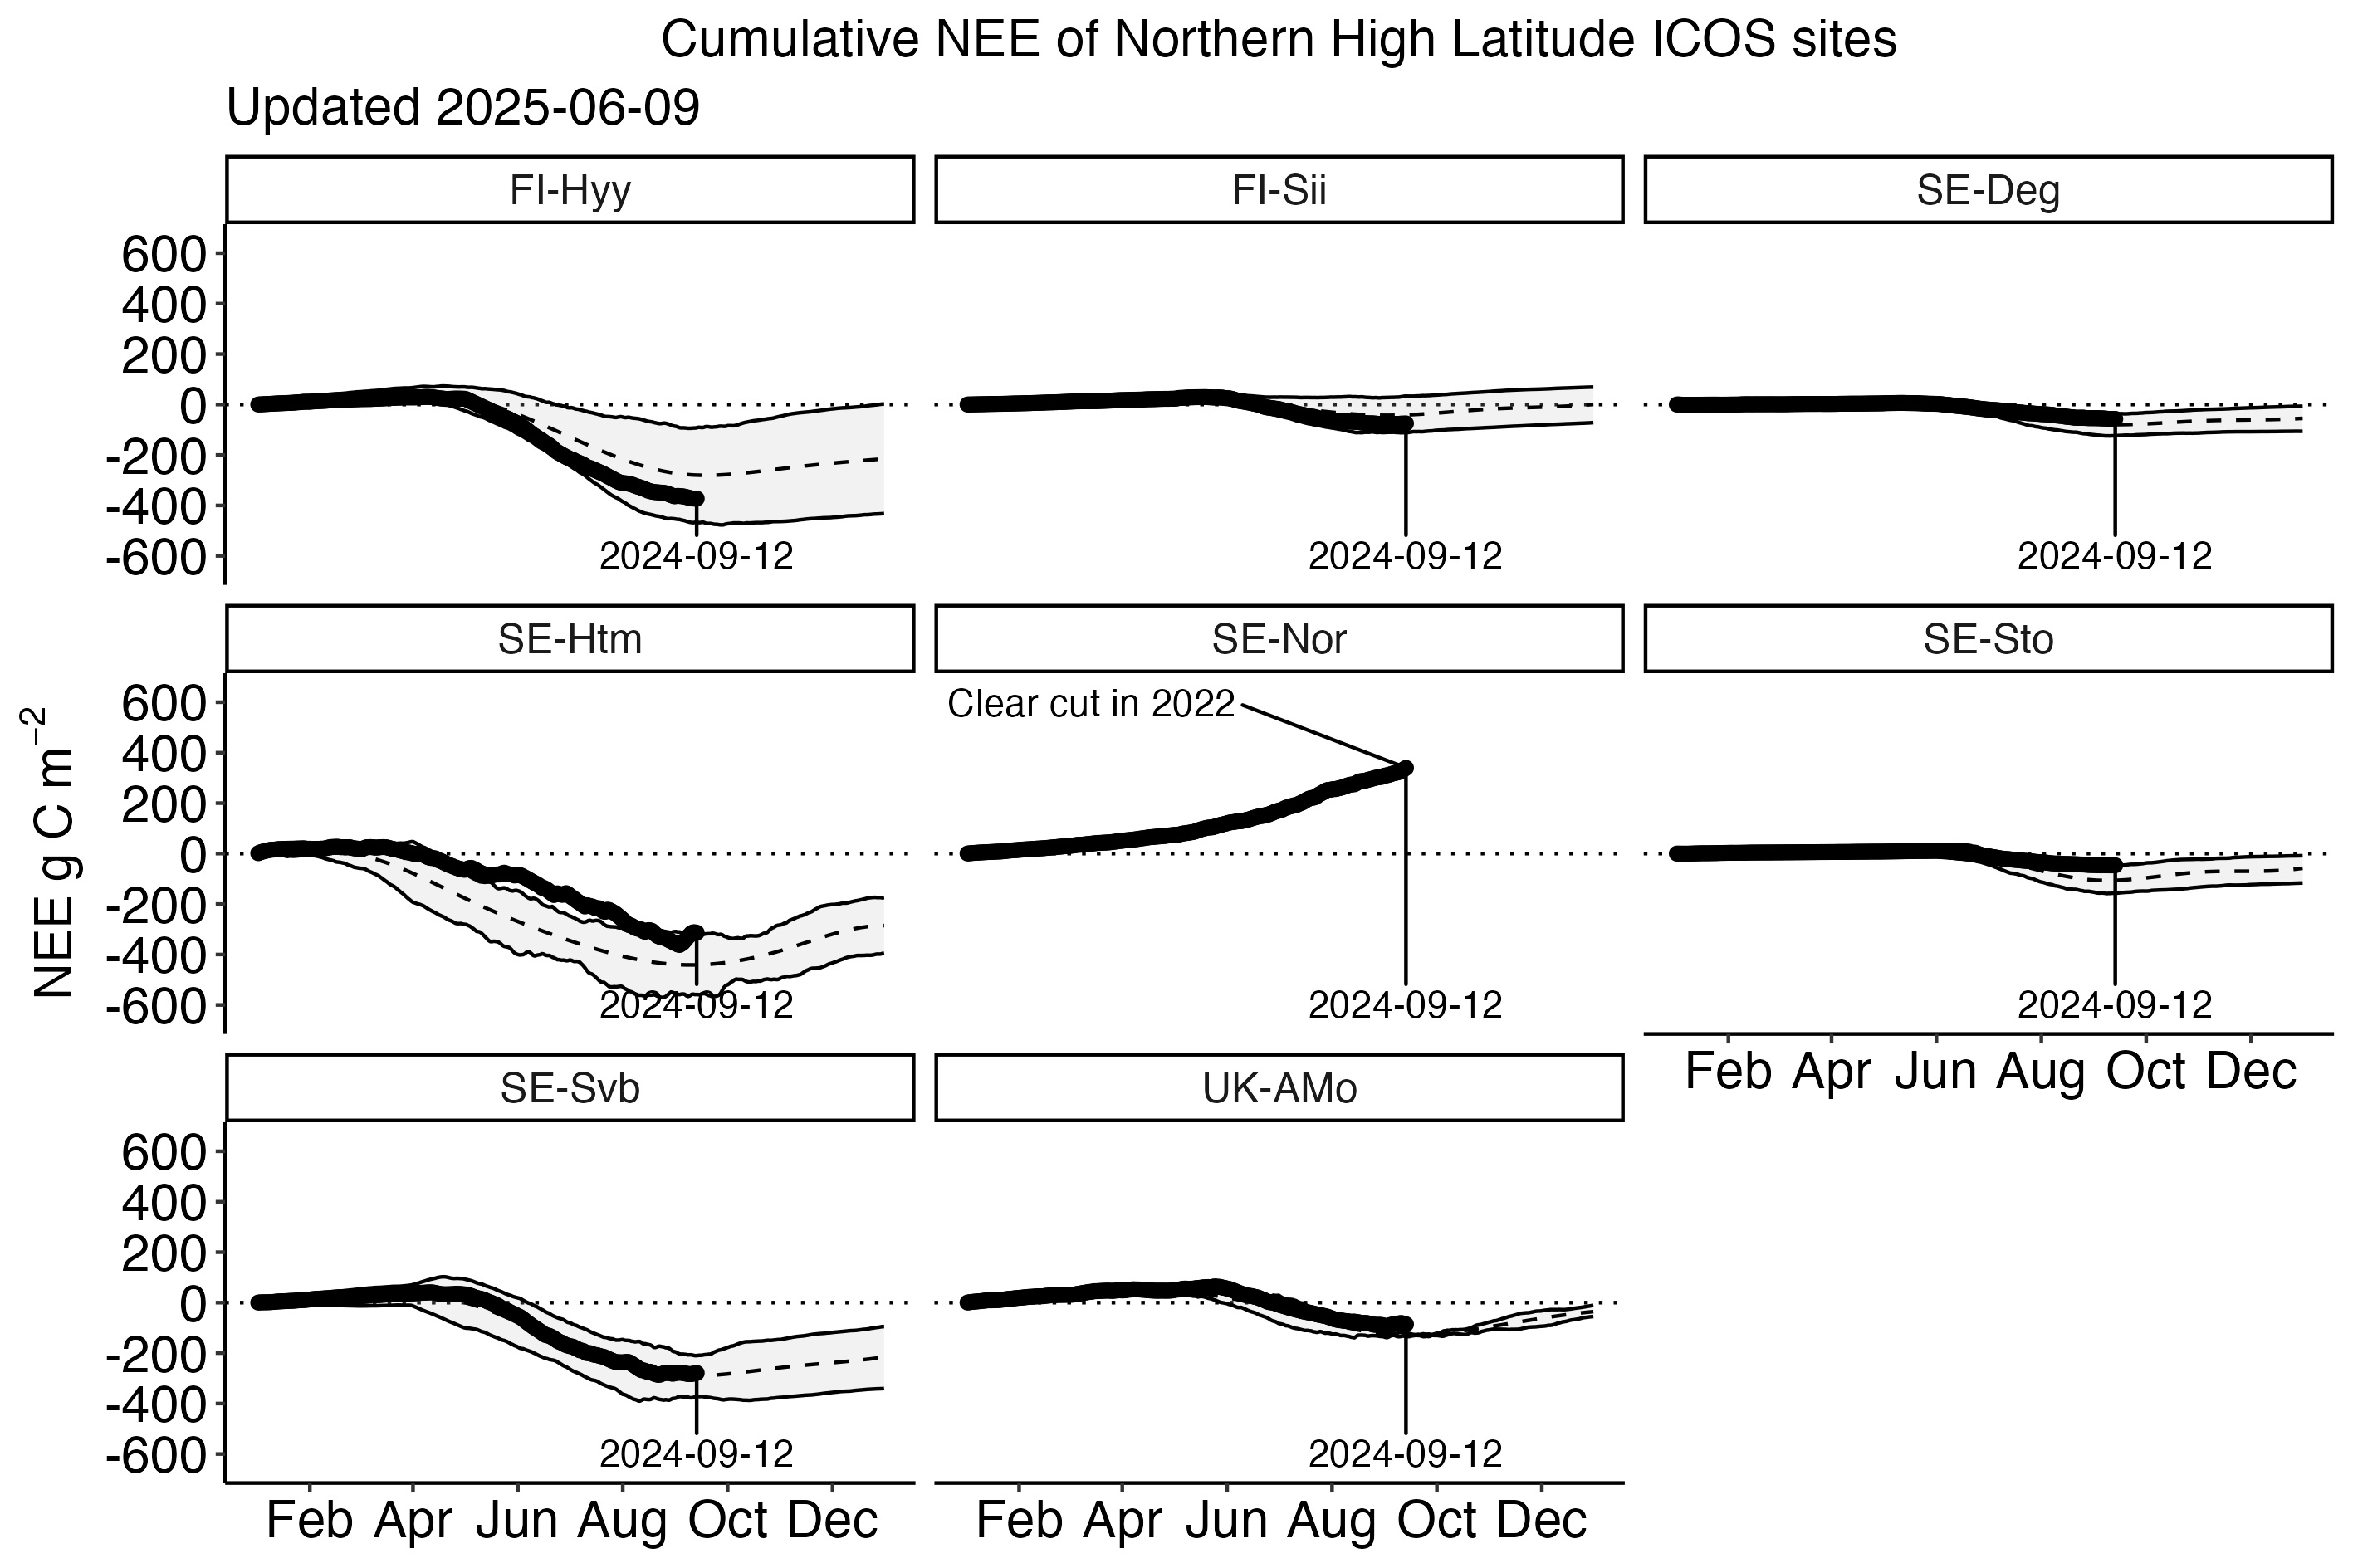 Cumulative NEE of Northern High Latitude ICOS sites
Updated 2025-06-09
FI-Hyy
FI-Sii
SE-Deg
600
400
200
0
-200
-400
-600
2024-09-12
2024-09-12
2024-09-12
SE-Htm
SE-Nor
SE-Sto
NEE g C m⁻²
600
400
200
0
-200
-400
-600
2024-09-12
Clear cut in 2022
2024-09-12
2024-09-12
Feb Apr Jun Aug Oct Dec
SE-Svb
UK-AMo
600
400
200
0
-200
-400
-600
2024-09-12
2024-09-12
Feb Apr Jun Aug Oct Dec
Feb Apr Jun Aug Oct Dec